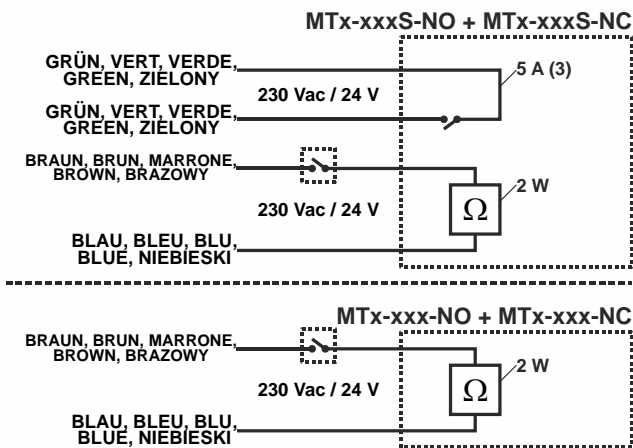 MTx-xxxS-NO + MTx-xxxS-NC
GRÜN, VERT, VERDE,
GREEN, ZIELONY
5 A (3)
230 Vac / 24 V
GRÜN, VERT, VERDE,
GREEN, ZIELONY
BRAUN, BRUN, MARRONE,
BROWN, BRAZOWY
2 W
Ω
230 Vac / 24 V
BLAU, BLEU, BLU,
BLUE, NIEBIESKI
MTx-xxx-NO + MTx-xxx-NC
BRAUN, BRUN, MARRONE,
BROWN, BRAZOWY
2 W
Ω
230 Vac / 24 V
BLAU, BLEU, BLU,
BLUE, NIEBIESKI